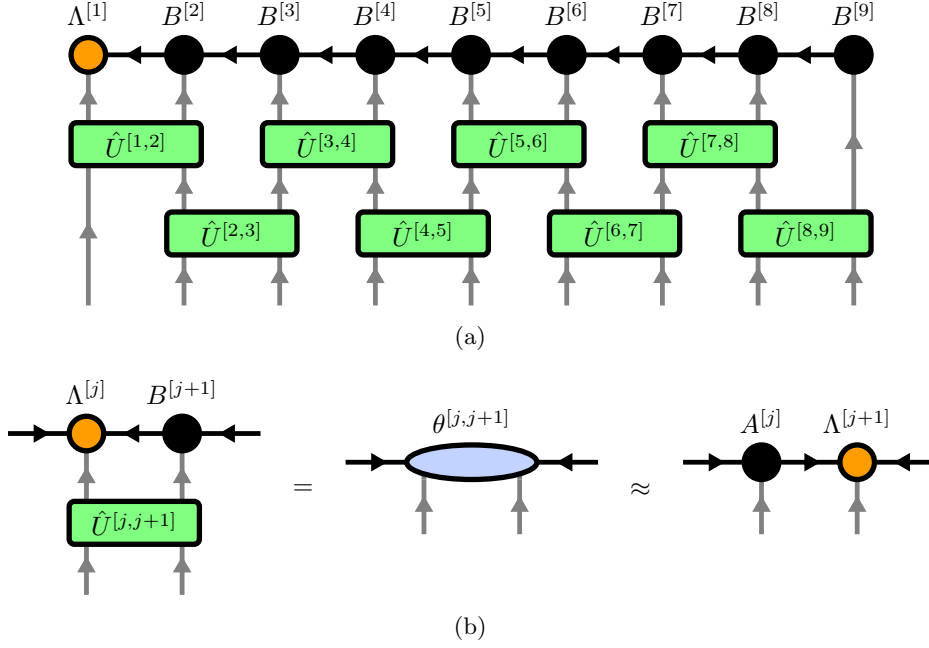 Λ^[1] B^[2] B^[3] B^[4] B^[5] B^[6] B^[7] B^[8] B^[9]
Û^[1,2] Û^[3,4] Û^[5,6] Û^[7,8]
Û^[2,3] Û^[4,5] Û^[6,7] Û^[8,9]
(a)
Λ^[j] B^[j+1] θ^[j,j+1] A^[j] Λ^[j+1]
= ≈
Û^[j,j+1]
(b)